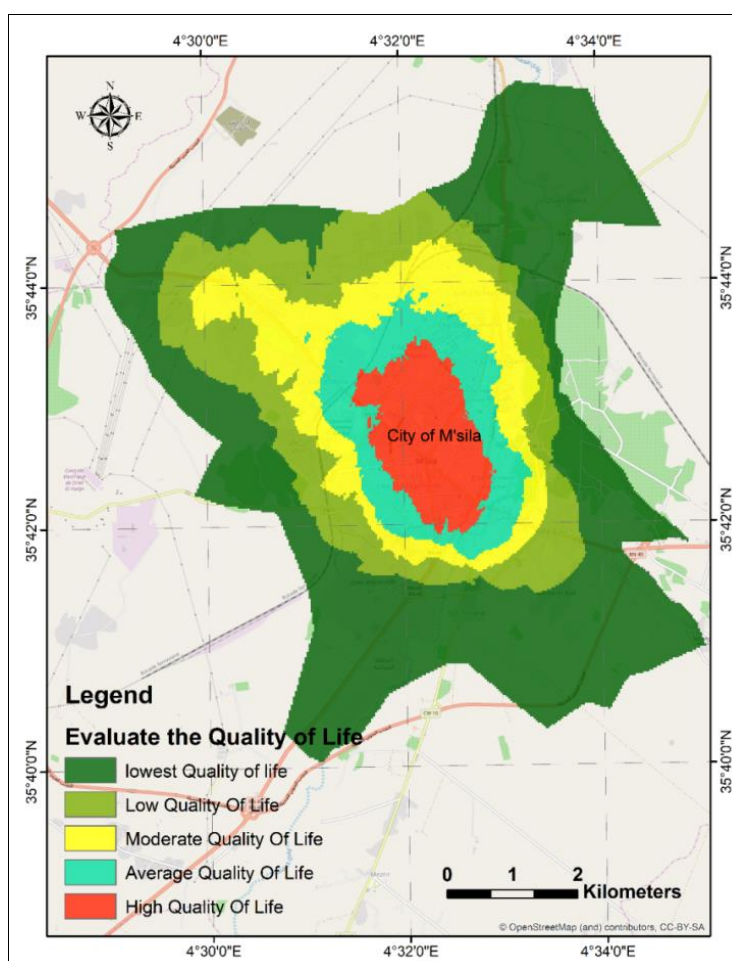 4°30'0"E 4°32'0"E 4°34'0"E
N
W E
S
35°44'0"N 35°44'0"N
City of M'sila
35°42'0"N 35°42'0"N
Legend
Evaluate the Quality of Life
35°40'0"N 35°40'0"N
lowest Quality of life
Low Quality Of Life
Moderate Quality Of Life
Average Quality Of Life
High Quality Of Life
0 1 2
Kilometers
© OpenStreetMap (and) contributors, CC-BY-SA
4°30'0"E 4°32'0"E 4°34'0"E